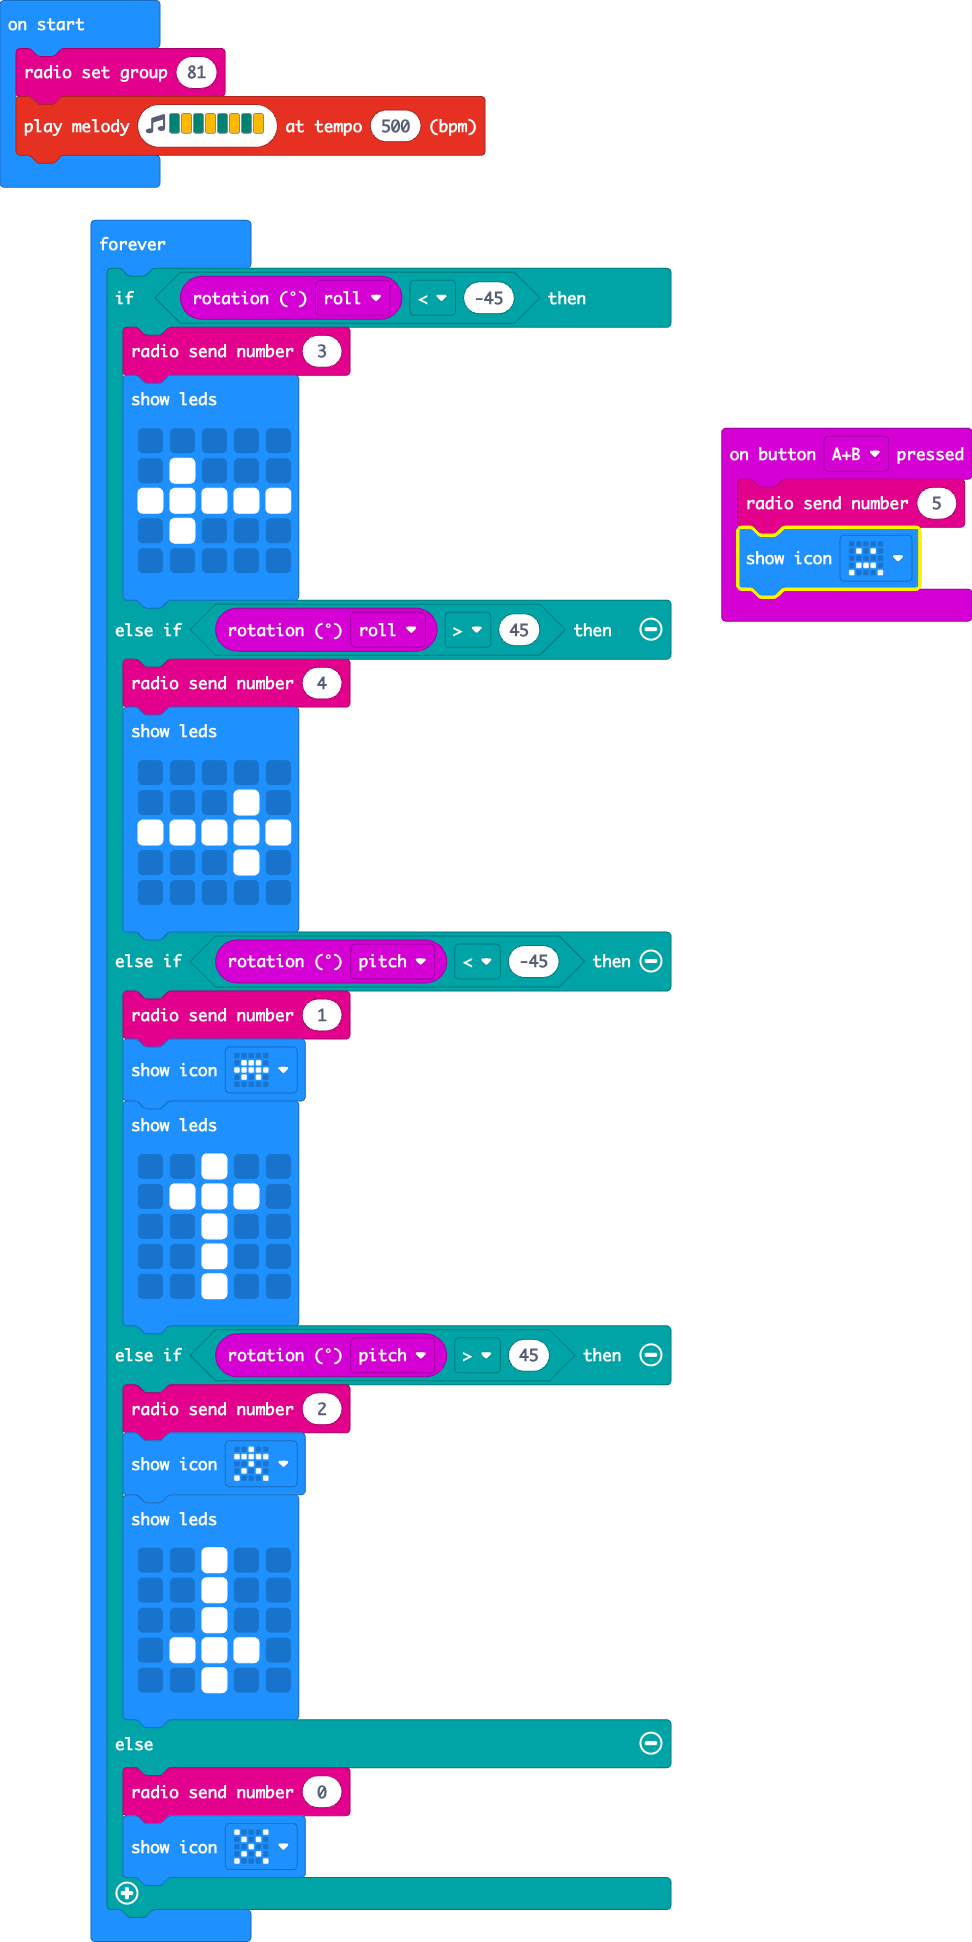 on start
radio set group 81
play melody at tempo 500 (bpm)
forever
if rotation (°) roll < -45 then
radio send number 3
show leds
else if rotation (°) roll > 45 then
radio send number 4
show leds
else if rotation (°) pitch < -45 then
radio send number 1
show icon
show leds
else if rotation (°) pitch > 45 then
radio send number 2
show icon
show leds
else
radio send number 0
show icon
on button A+B pressed
radio send number 5
show icon